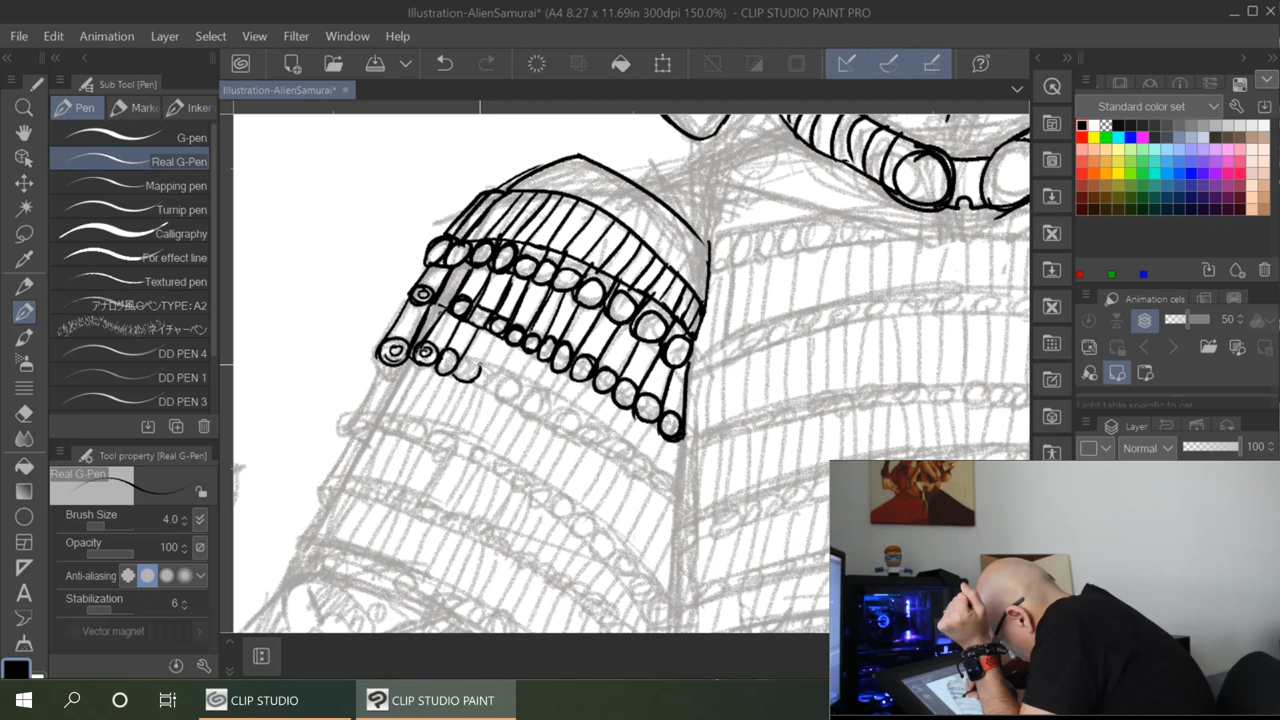 Illustration-AlienSamurai* (A4 8.27 x 11.69in 300dpi 150.0%) - CLIP STUDIO PAINT PRO
File Edit Animation Layer Select View Filter Window Help
Sub Tool [Pen]
Illustration-AlienSamurai*
Pen Marke Inker
Standard color set
G-pen
Real G-Pen
Mapping pen
Turnip pen
Calligraphy
For effect line
Textured pen
アナログ風GペンTYPE:A2
DD PEN 4
DD PEN 1
DD PEN 3
Animation cels
50
Layer
Normal 100
Tool property [Real G-Pen]
Real G-Pen
Brush Size 4.0
Opacity 100
Anti-aliasing
Stabilization 6
Vector magnet
CLIP STUDIO
CLIP STUDIO PAINT